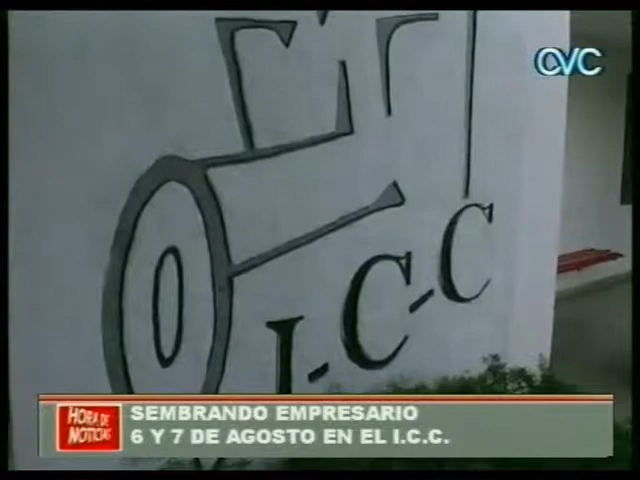 CVC
I-C-C
HORA DE
NOTICIAS
SEMBRANDO EMPRESARIO
6 Y 7 DE AGOSTO EN EL I.C.C.